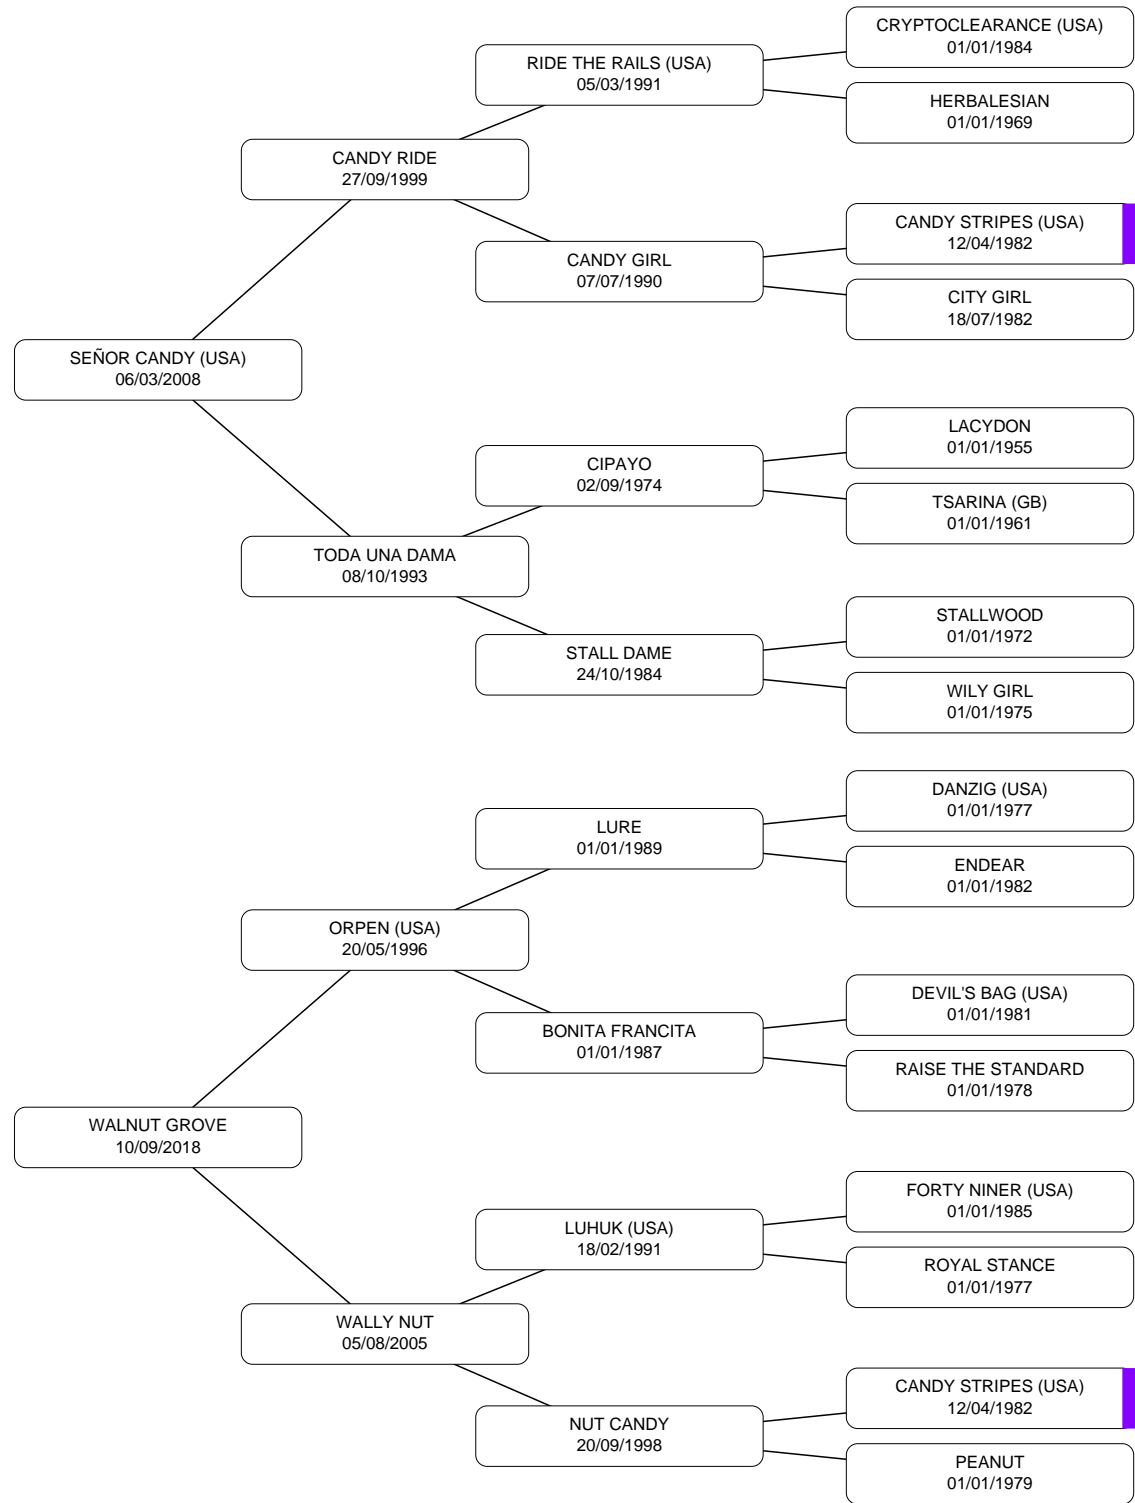 CRYPTOCLEARANCE (USA)
01/01/1984
RIDE THE RAILS (USA)
05/03/1991
HERBALESIAN
01/01/1969
CANDY RIDE
27/09/1999
CANDY STRIPES (USA)
12/04/1982
CANDY GIRL
07/07/1990
CITY GIRL
18/07/1982
SEÑOR CANDY (USA)
06/03/2008
LACYDON
01/01/1955
CIPAYO
02/09/1974
TSARINA (GB)
01/01/1961
TODA UNA DAMA
08/10/1993
STALLWOOD
01/01/1972
STALL DAME
24/10/1984
WILY GIRL
01/01/1975
DANZIG (USA)
01/01/1977
LURE
01/01/1989
ENDEAR
01/01/1982
ORPEN (USA)
20/05/1996
DEVIL'S BAG (USA)
01/01/1981
BONITA FRANCITA
01/01/1987
RAISE THE STANDARD
01/01/1978
WALNUT GROVE
10/09/2018
FORTY NINER (USA)
01/01/1985
LUHUK (USA)
18/02/1991
ROYAL STANCE
01/01/1977
WALLY NUT
05/08/2005
CANDY STRIPES (USA)
12/04/1982
NUT CANDY
20/09/1998
PEANUT
01/01/1979